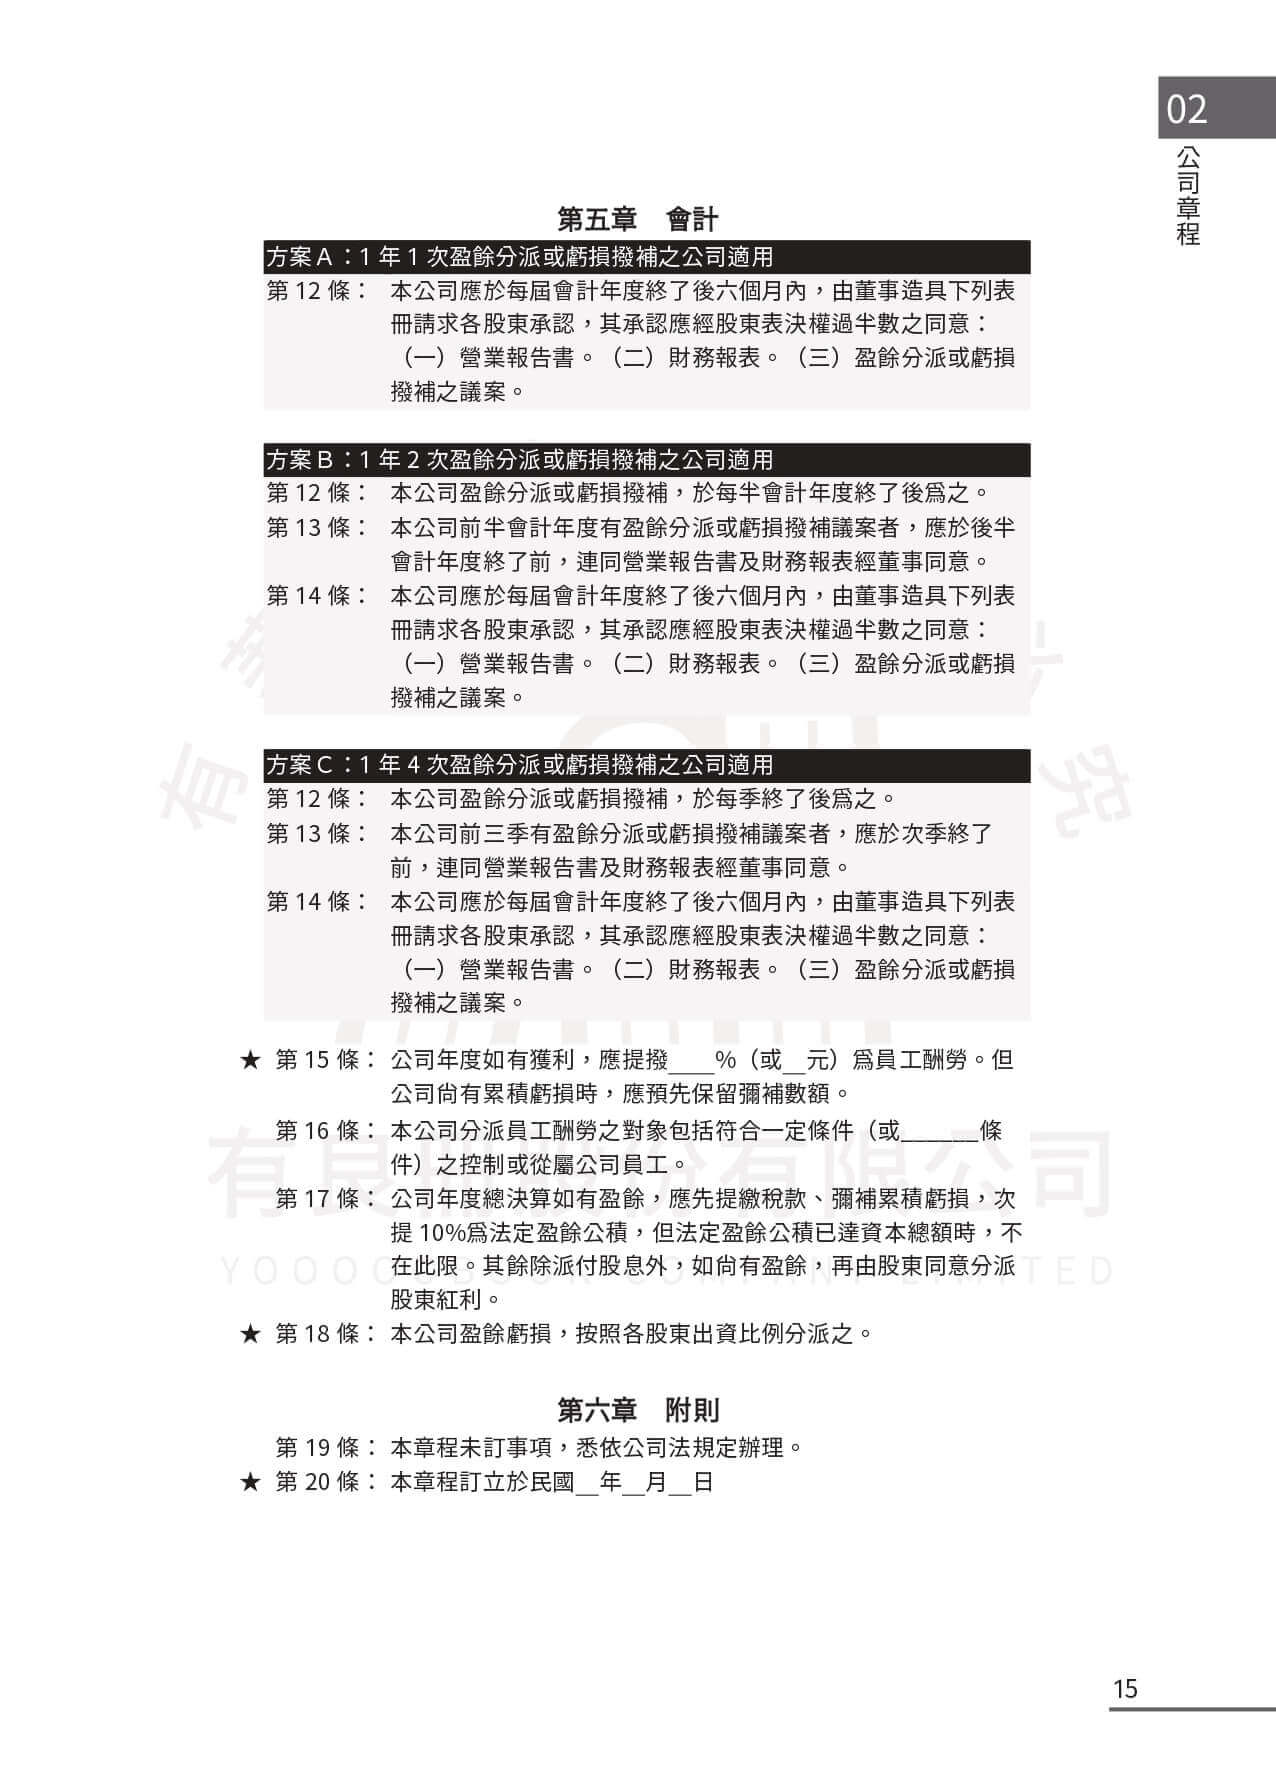 02
公司章程
第五章　會計
方案A：1 年 1 次盈餘分派或虧損撥補之公司適用
第 12 條： 本公司應於每屆會計年度終了後六個月內，由董事造具下列表
冊請求各股東承認，其承認應經股東表決權過半數之同意：
（一）營業報告書。（二）財務報表。（三）盈餘分派或虧損
撥補之議案。
方案B：1 年 2 次盈餘分派或虧損撥補之公司適用
第 12 條： 本公司盈餘分派或虧損撥補，於每半會計年度終了後為之。
第 13 條： 本公司前半會計年度有盈餘分派或虧損撥補議案者，應於後半
會計年度終了前，連同營業報告書及財務報表經董事同意。
第 14 條： 本公司應於每屆會計年度終了後六個月內，由董事造具下列表
冊請求各股東承認，其承認應經股東表決權過半數之同意：
（一）營業報告書。（二）財務報表。（三）盈餘分派或虧損
撥補之議案。
方案C：1 年 4 次盈餘分派或虧損撥補之公司適用
第 12 條： 本公司盈餘分派或虧損撥補，於每季終了後為之。
第 13 條： 本公司前三季有盈餘分派或虧損撥補議案者，應於次季終了
前，連同營業報告書及財務報表經董事同意。
第 14 條： 本公司應於每屆會計年度終了後六個月內，由董事造具下列表
冊請求各股東承認，其承認應經股東表決權過半數之同意：
（一）營業報告書。（二）財務報表。（三）盈餘分派或虧損
撥補之議案。
★ 第 15 條： 公司年度如有獲利，應提撥____%（或__元）為員工酬勞。但
公司尚有累積虧損時，應預先保留彌補數額。
第 16 條： 本公司分派員工酬勞之對象包括符合一定條件（或______條
件）之控制或從屬公司員工。
第 17 條： 公司年度總決算如有盈餘，應先提繳稅款、彌補累積虧損，次
提 10%為法定盈餘公積，但法定盈餘公積已達資本總額時，不
在此限。其餘除派付股息外，如尚有盈餘，再由股東同意分派
股東紅利。
★ 第 18 條： 本公司盈餘虧損，按照各股東出資比例分派之。
第六章　附則
第 19 條： 本章程未訂事項，悉依公司法規定辦理。
★ 第 20 條： 本章程訂立於民國__年__月__日
15